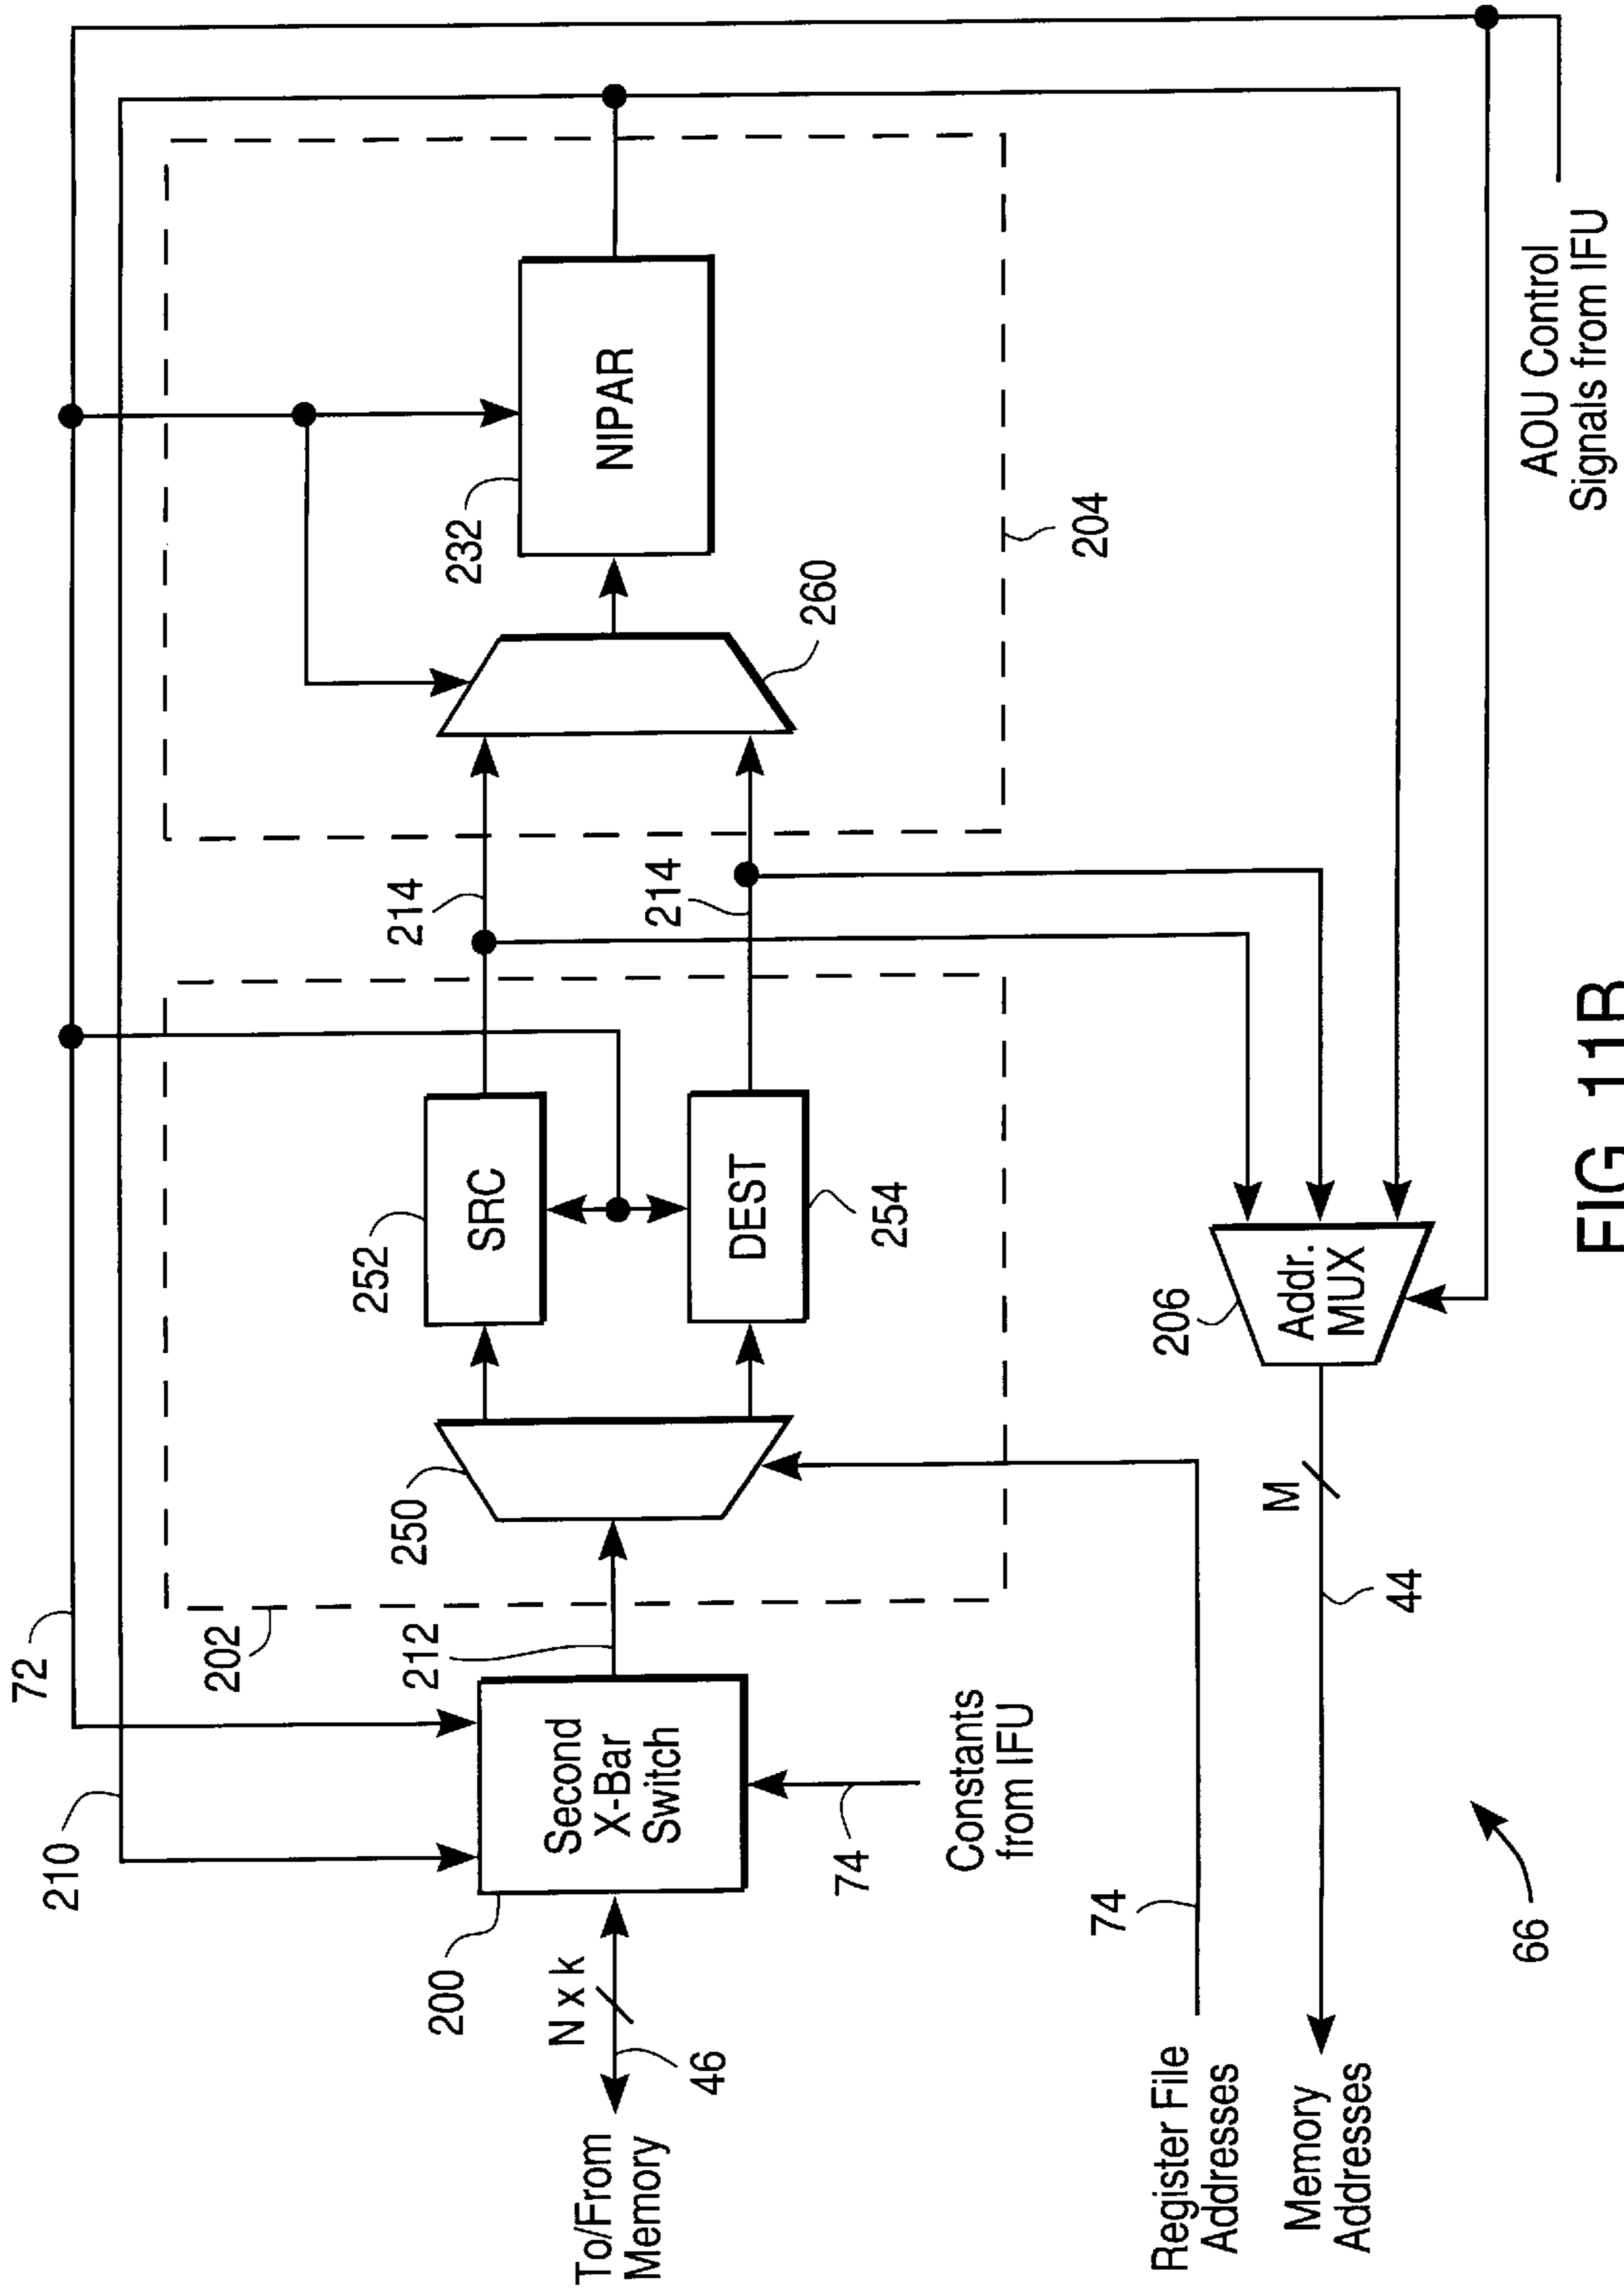 72
210
202
212
200
Second
X-Bar
Switch
N x k
46
To/From
Memory
74
Constants
from IFU
250
252
SRC
DEST
254
214
214
232
NIPAR
260
204
206
Addr.
MUX
M
44
74
Register File
Addresses
Memory
Addresses
66
AOU Control
Signals from IFU
FIG 11B